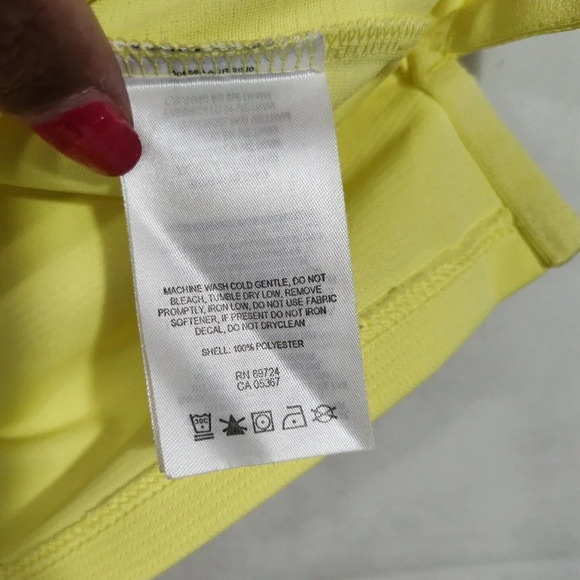 MACHINE WASH COLD GENTLE, DO NOT
BLEACH, TUMBLE DRY LOW, REMOVE
PROMPTLY, IRON LOW, DO NOT USE FABRIC
SOFTENER, IF PRESENT DO NOT IRON
DECAL, DO NOT DRYCLEAN
SHELL: 100% POLYESTER
RN 69724
CA 05367
30C